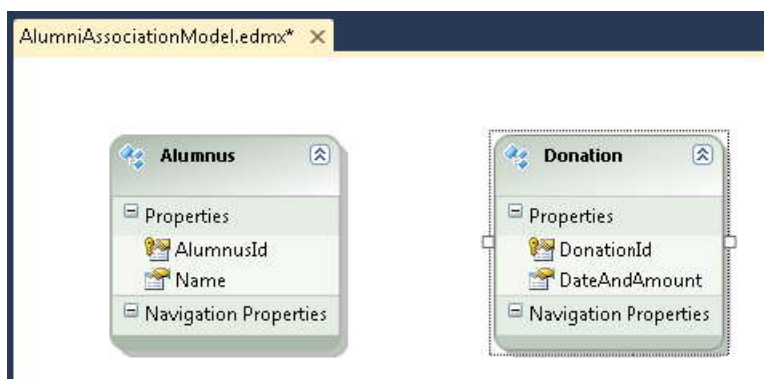 AlumniAssociationModel.edmx*
Alumnus
Properties
AlumnusId
Name
Navigation Properties
Donation
Properties
DonationId
DateAndAmount
Navigation Properties